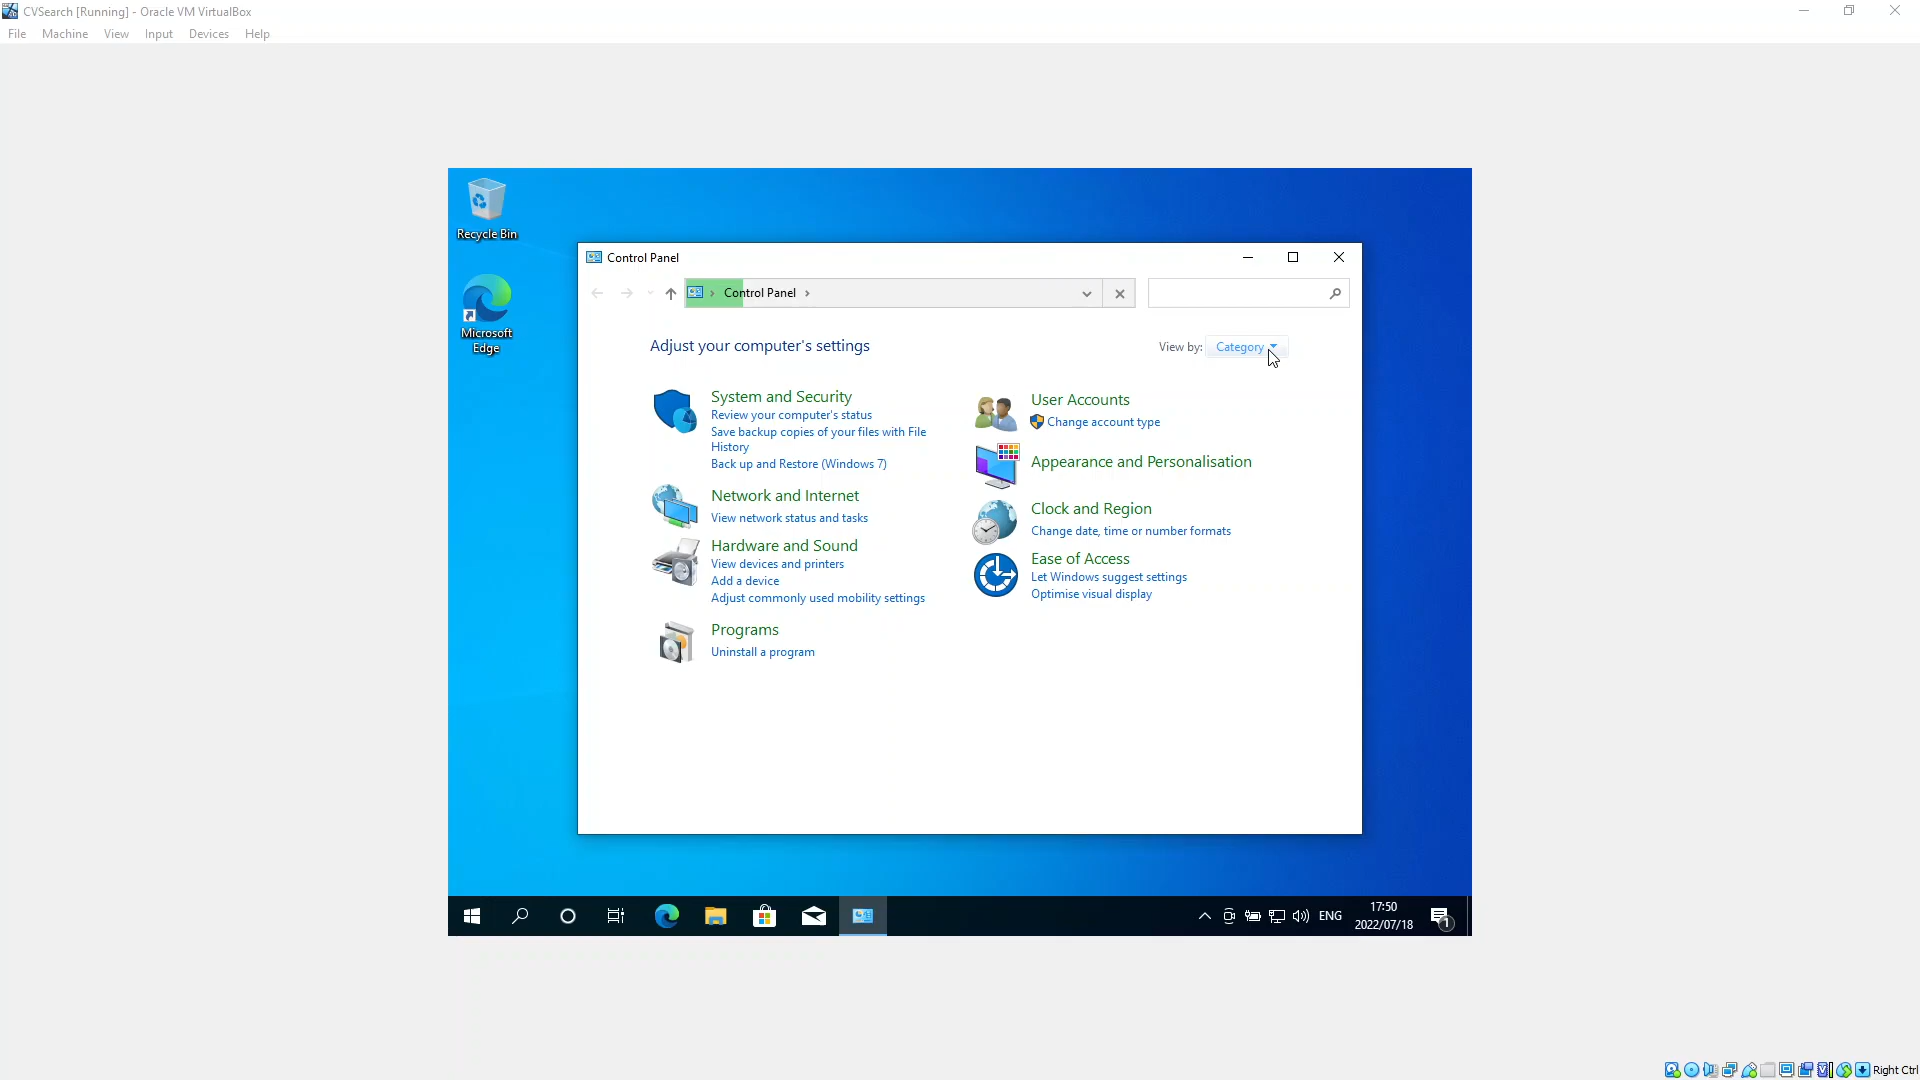 CVSearch [Running] - Oracle VM VirtualBox
File Machine View Input Devices Help
Recycle Bin
Microsoft
Edge
Control Panel
Control Panel
Adjust your computer's settings
View by: Category
System and Security
Review your computer's status
Save backup copies of your files with File
History
Back up and Restore (Windows 7)
Network and Internet
View network status and tasks
Hardware and Sound
View devices and printers
Add a device
Adjust commonly used mobility settings
Programs
Uninstall a program
User Accounts
Change account type
Appearance and Personalisation
Clock and Region
Change date, time or number formats
Ease of Access
Let Windows suggest settings
Optimise visual display
ENG
17:50
2022/07/18
1
Right Ctrl